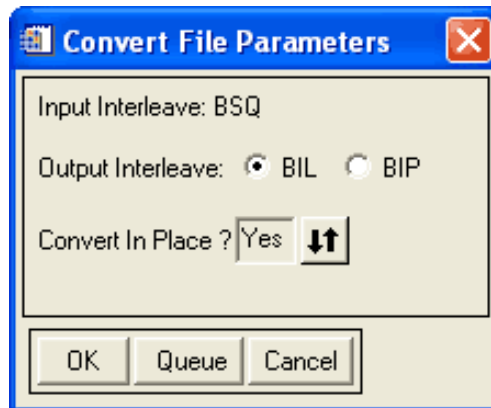 Convert File Parameters
Input Interleave: BSQ
Output Interleave: BIL BIP
Convert In Place ? Yes
OK Queue Cancel